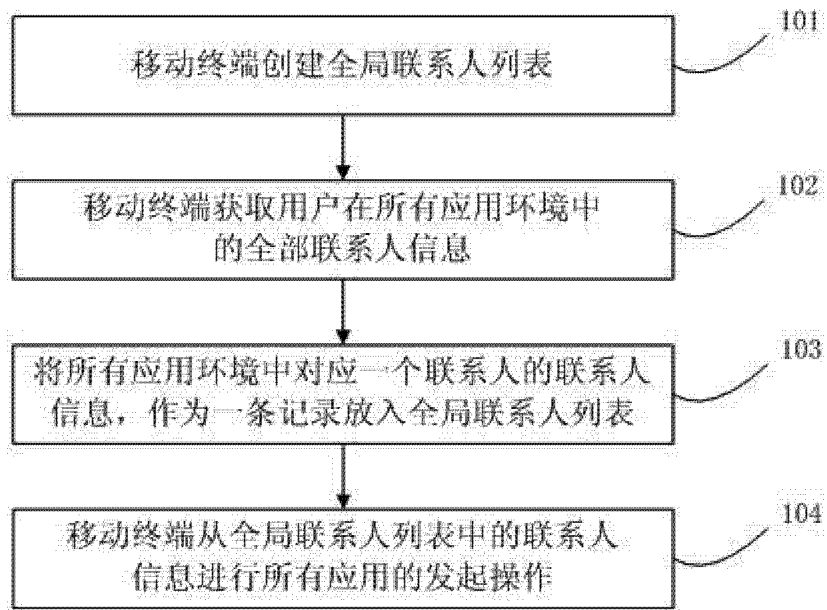 移动终端创建全局联系人列表
101
移动终端获取用户在所有应用环境中
的全部联系人信息
102
将所有应用环境中对应一个联系人的联系人
信息，作为一条记录放入全局联系人列表
103
移动终端从全局联系人列表中的联系人
信息进行所有应用的发起操作
104